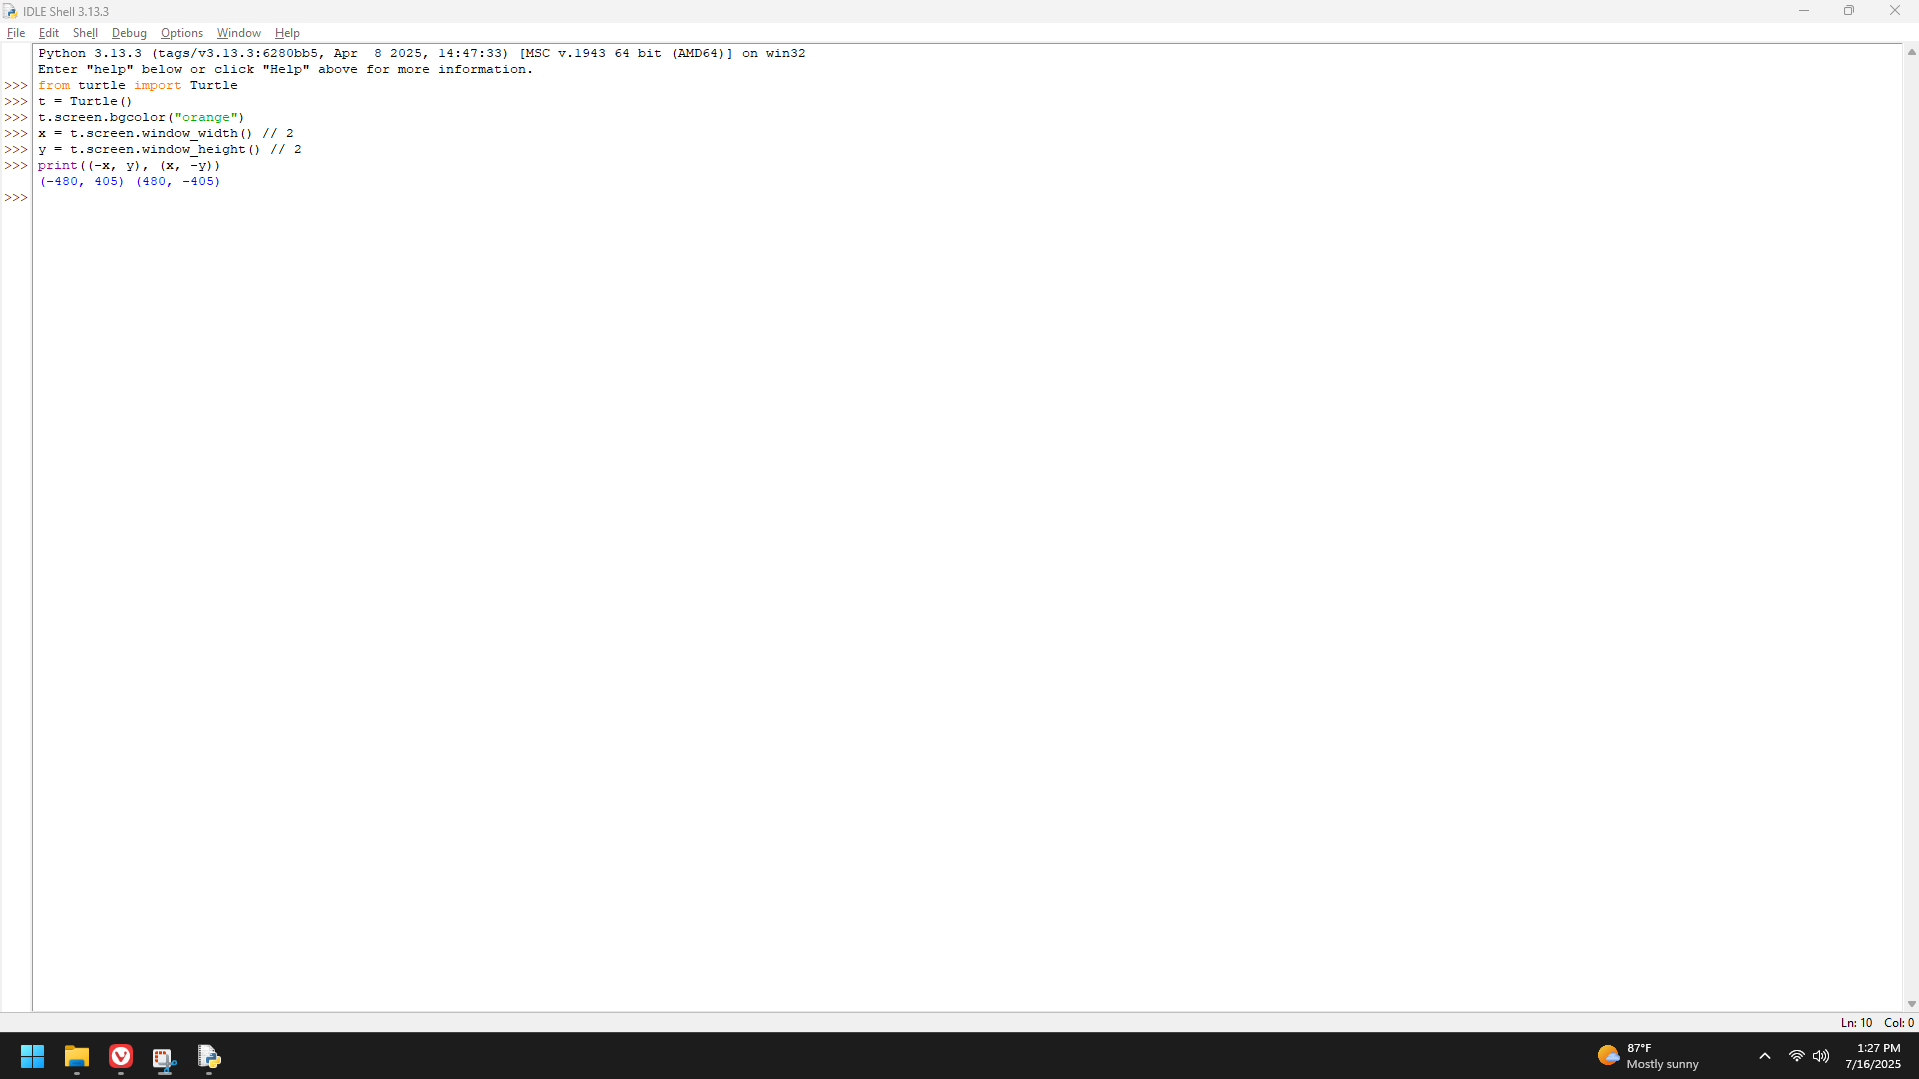 IDLE Shell 3.13.3
File Edit Shell Debug Options Window Help
Python 3.13.3 (tags/v3.13.3:6280bb5, Apr  8 2025, 14:47:33) [MSC v.1943 64 bit (AMD64)] on win32
Enter "help" below or click "Help" above for more information.
>>> from turtle import Turtle
>>> t = Turtle()
>>> t.screen.bgcolor("orange")
>>> x = t.screen.window_width() // 2
>>> y = t.screen.window_height() // 2
>>> print((-x, y), (x, -y))
(-480, 405) (480, -405)
>>>
Ln: 10 Col: 0
87°F
Mostly sunny
1:27 PM
7/16/2025